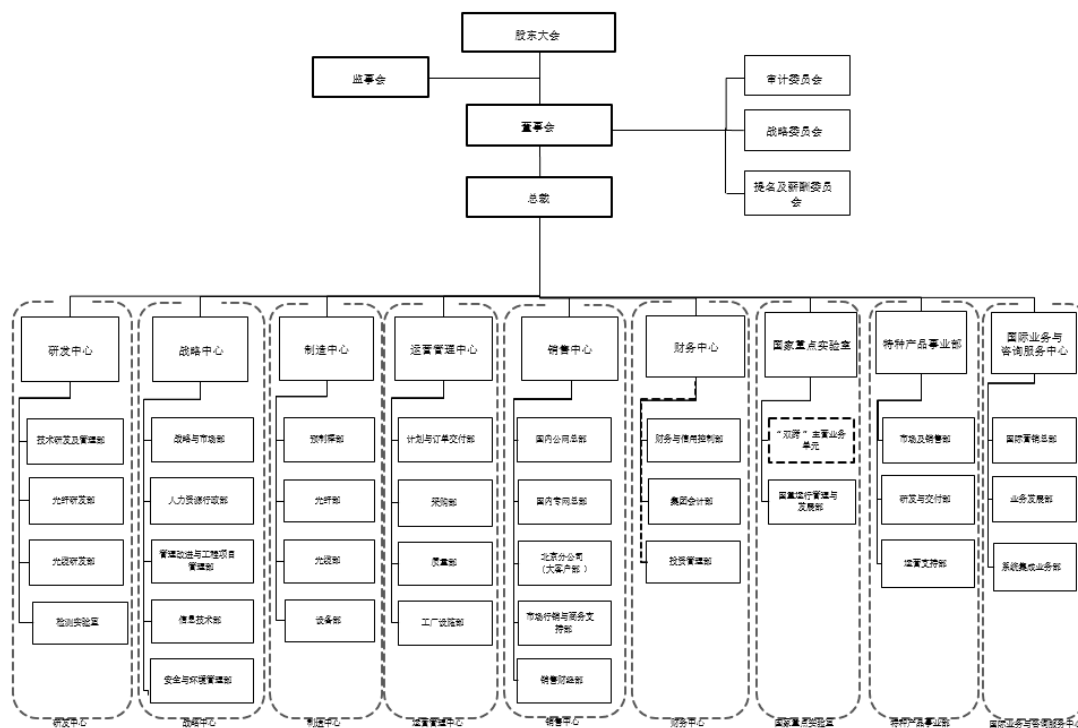 股东大会
监事会
审计委员会
董事会
战略委员会
总裁
提名及薪酬委员
会
研发中心
战略中心
制造中心
运营管理中心
销售中心
财务中心
国家重点实验室
特种产品事业部
国际业务与
咨询服务中心
技术研发及管理部
光纤研发部
光缆研发部
检测实验室
战略与市场部
人力资源行政部
管理改进与工程项目
管理部
信息技术部
安全与环境管理部
预制棒部
光纤部
光缆部
设备部
计划与订单交付部
采购部
质量部
工厂设施部
国内公网总部
国内专网总部
北京分公司
（大客户部）
市场行销与商务支
持部
销售财经部
财务与信用控制部
集团会计部
投资管理部
“双跨”主营业务
单元
国重运行管理与
发展部
市场及销售部
研发与交付部
运营支持部
国际营销总部
业务发展部
系统集成业务部
研发中心
战略中心
制造中心
运营管理中心
销售中心
财务中心
国家重点实验室
特种产品事业部
国际业务与咨询服务中心